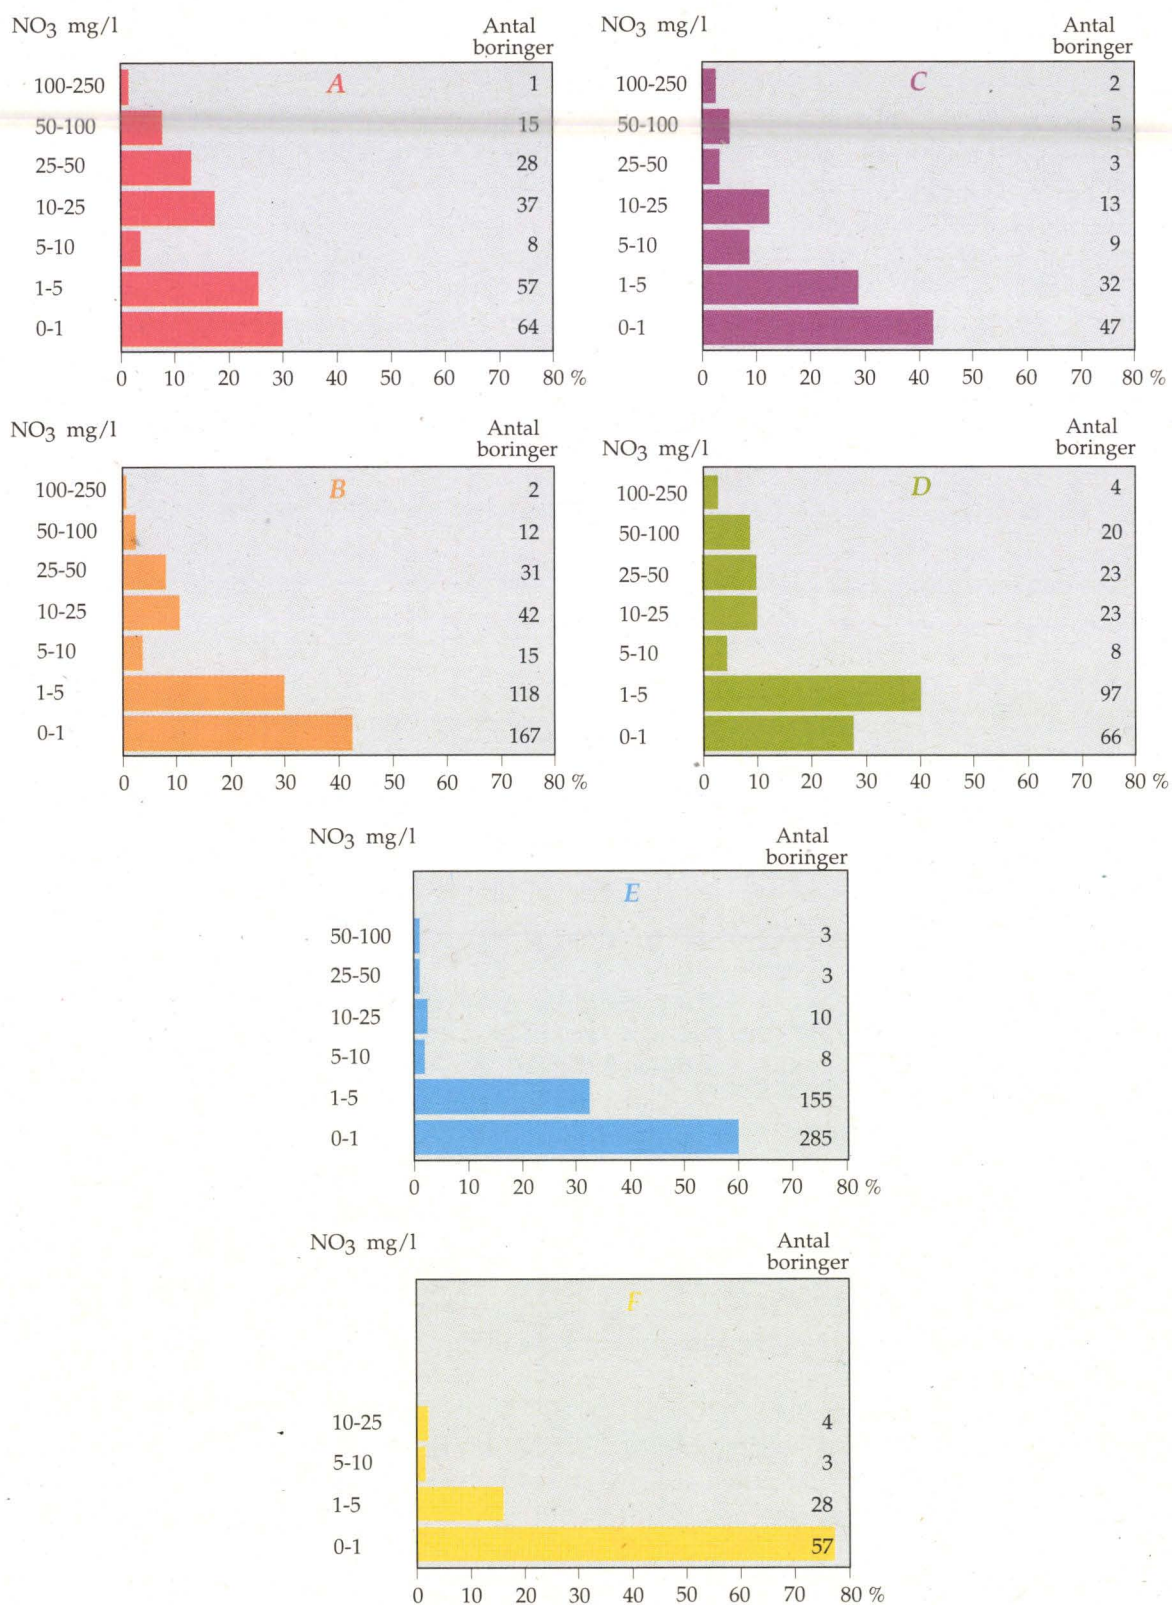 NO3 mg/l
Antal
boringer
A
100-250 1
50-100 15
25-50 28
10-25 37
5-10 8
1-5 57
0-1 64
0 10 20 30 40 50 60 70 80 %
NO3 mg/l
Antal
boringer
C
100-250 2
50-100 5
25-50 3
10-25 13
5-10 9
1-5 32
0-1 47
0 10 20 30 40 50 60 70 80 %
NO3 mg/l
Antal
boringer
B
100-250 2
50-100 12
25-50 31
10-25 42
5-10 15
1-5 118
0-1 167
0 10 20 30 40 50 60 70 80 %
NO3 mg/l
Antal
boringer
D
100-250 4
50-100 20
25-50 23
10-25 23
5-10 8
1-5 97
0-1 66
0 10 20 30 40 50 60 70 80 %
NO3 mg/l
Antal
boringer
E
50-100 3
25-50 3
10-25 10
5-10 8
1-5 155
0-1 285
0 10 20 30 40 50 60 70 80 %
NO3 mg/l
Antal
boringer
F
10-25 4
5-10 3
1-5 28
0-1 57
0 10 20 30 40 50 60 70 80 %